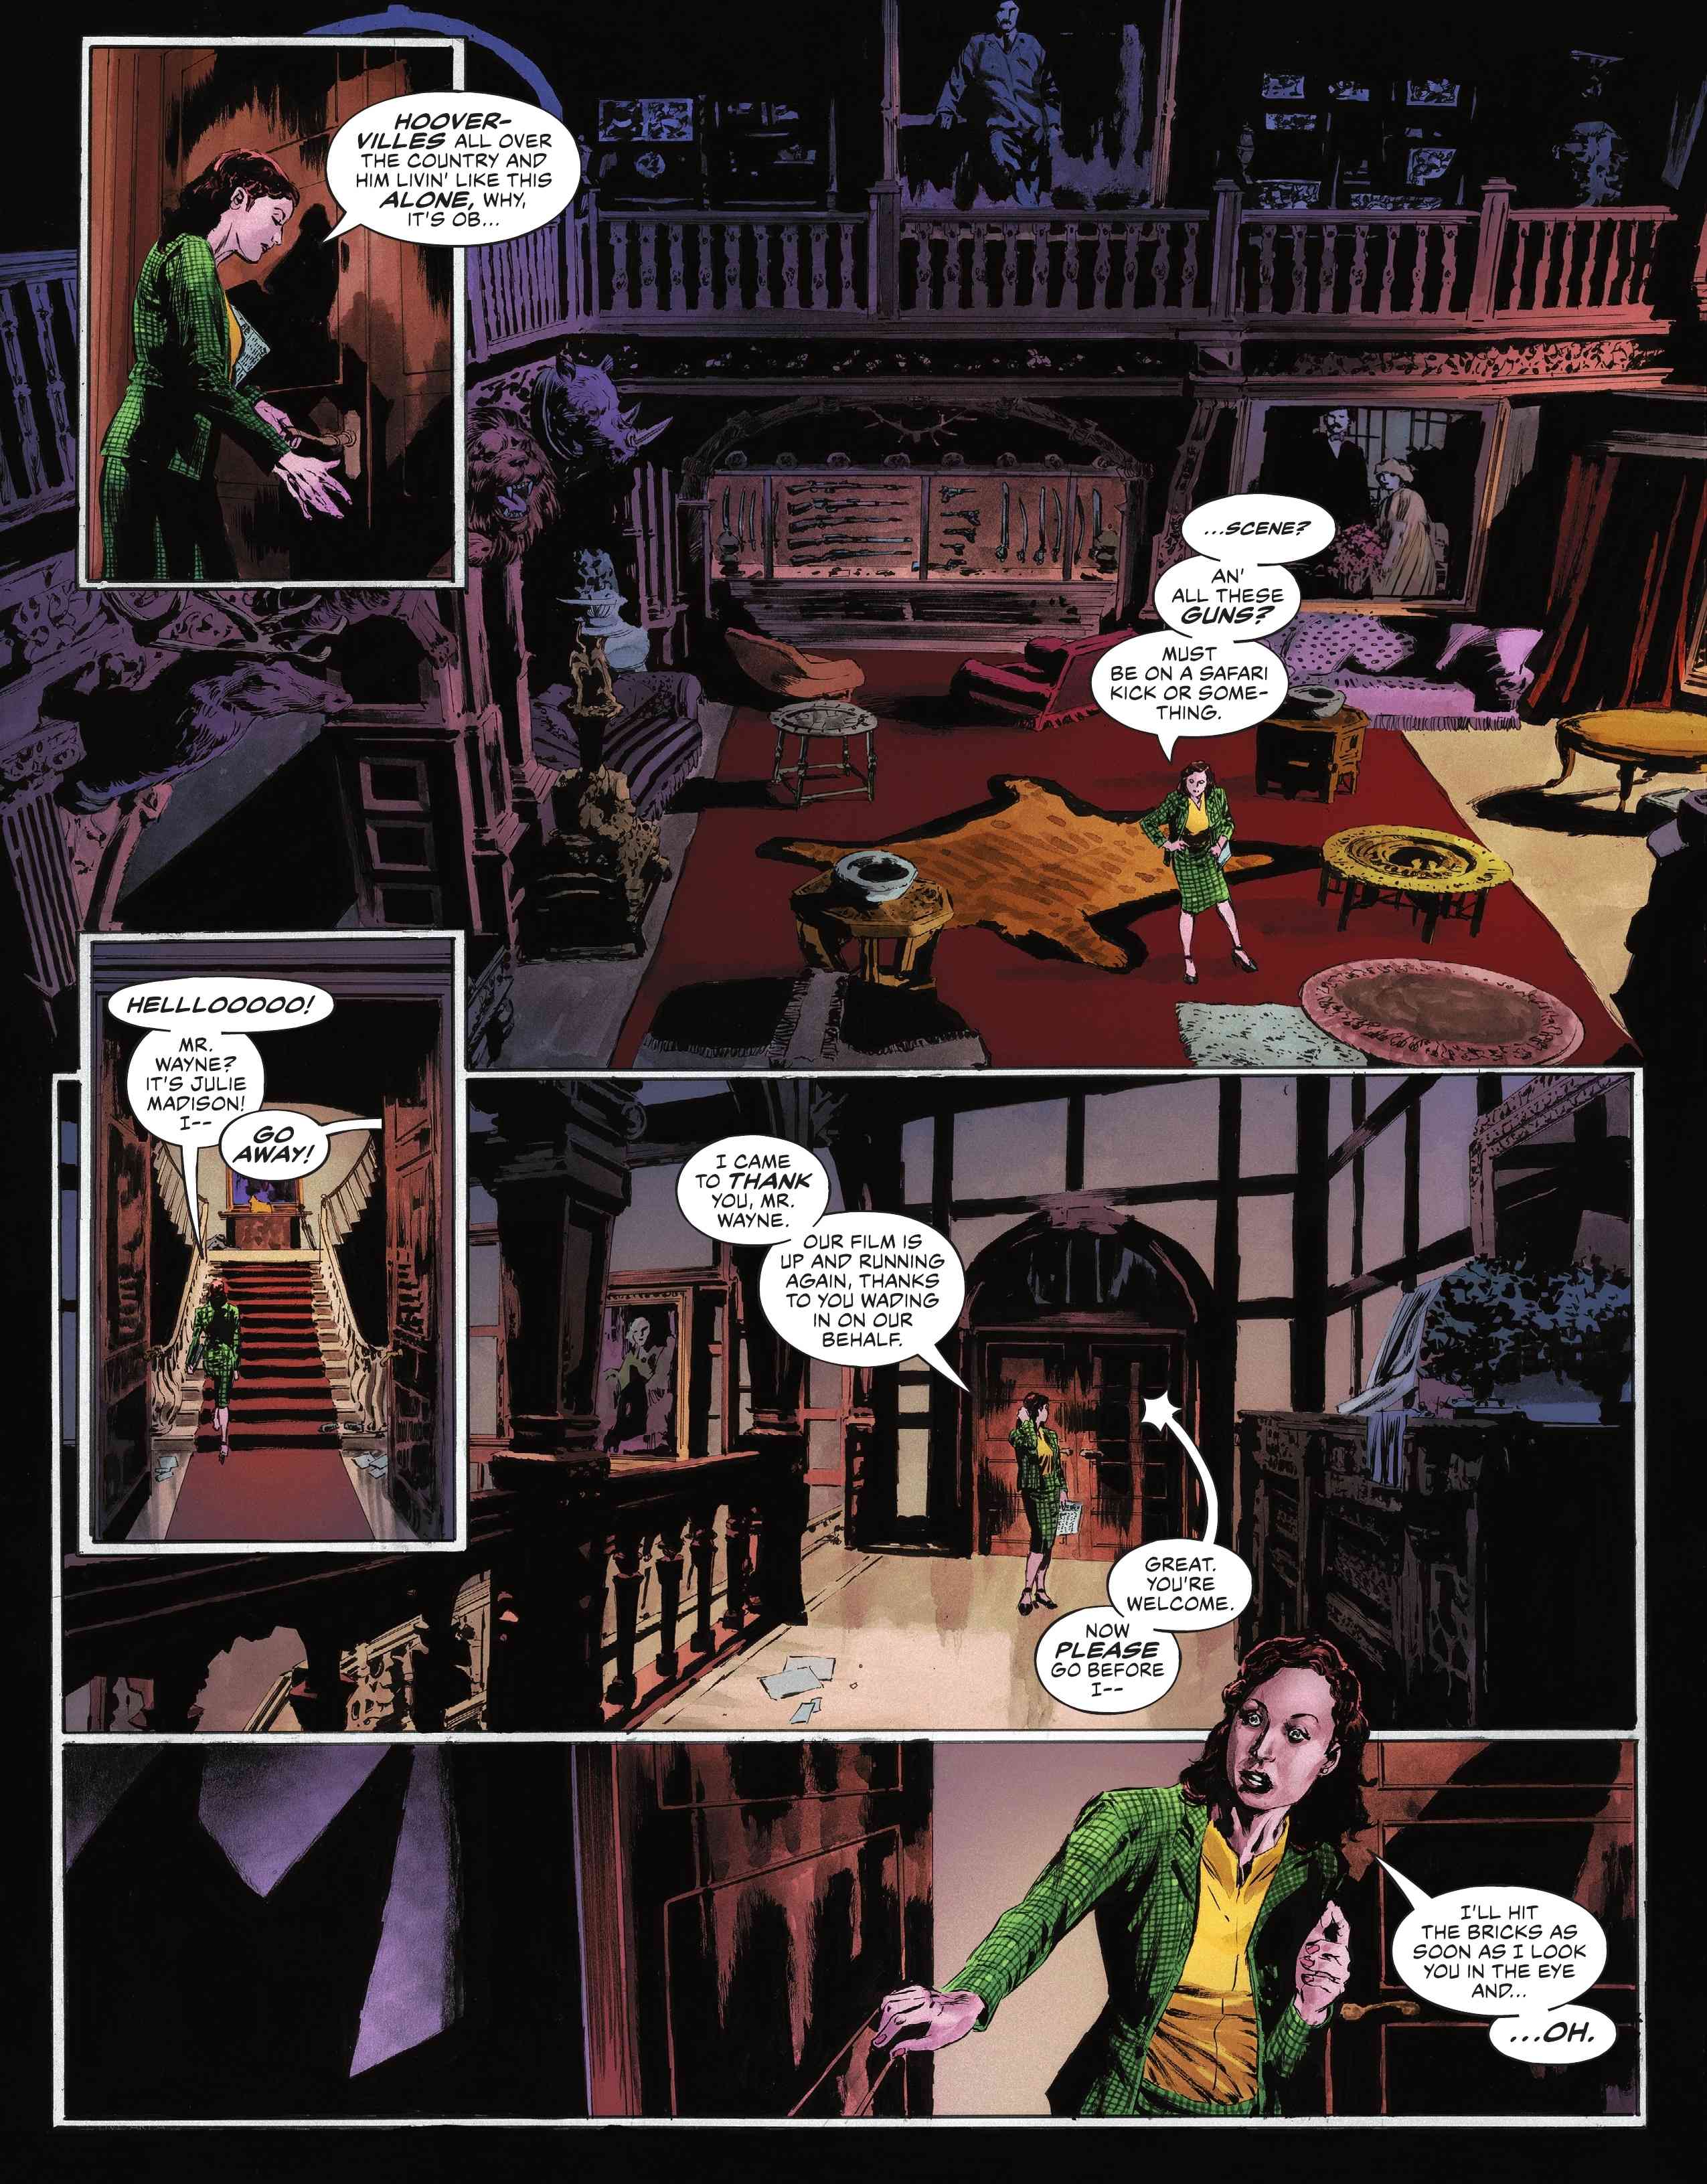 HOOVER-
VILLES ALL OVER
THE COUNTRY AND
HIM LIVIN' LIKE THIS
ALONE, WHY,
IT'S OB...
...SCENE?
AN'
ALL THESE
GUNS?
MUST
BE ON A SAFARI
KICK OR SOME-
THING.
HELLLOOOOO!
MR.
WAYNE?
IT'S JULIE
MADISON!
I--
GO
AWAY!
I CAME
TO THANK
YOU, MR.
WAYNE.
OUR FILM IS
UP AND RUNNING
AGAIN, THANKS
TO YOU WADING
IN ON OUR
BEHALF.
GREAT.
YOU'RE
WELCOME.
NOW
PLEASE
GO BEFORE
I--
I'LL HIT
THE BRICKS AS
SOON AS I LOOK
YOU IN THE EYE
AND...
...OH.